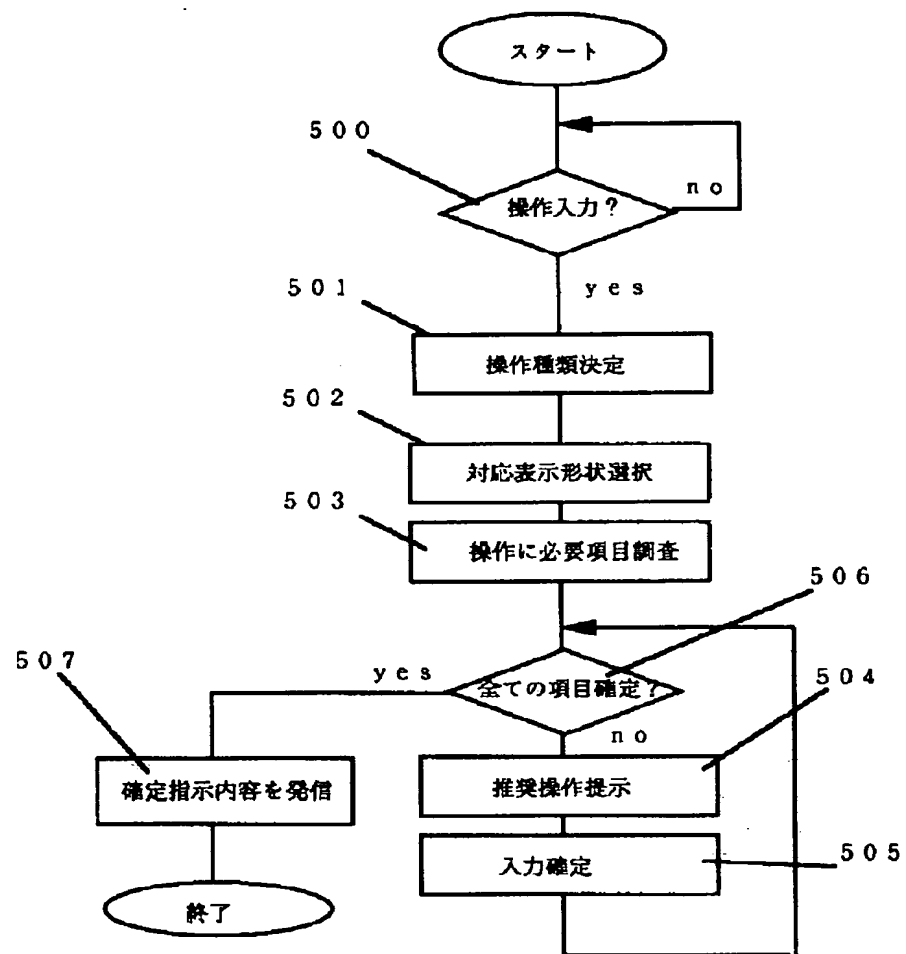 スタート
500
no
操作入力?
yes
501
操作種類決定
502
対応表示形状選択
503
操作に必要項目調査
506
507
yes
全ての項目確定?
504
no
確定指示内容を発信
推奨操作提示
505
入力確定
終了